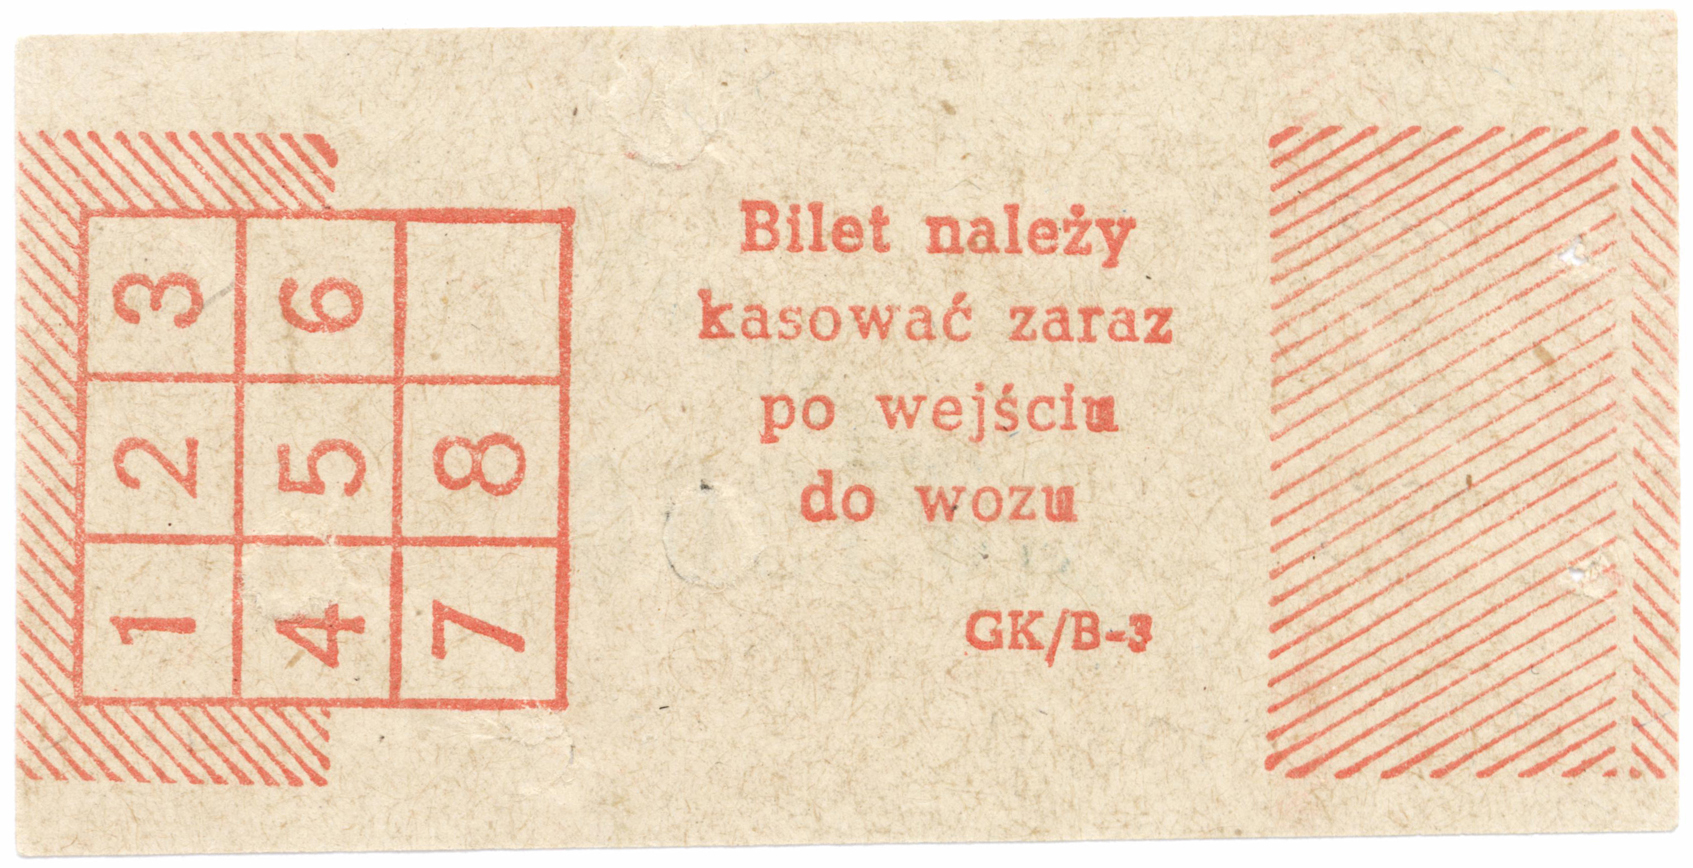 3 6
2 5 8
1 4 7
Bilet należy
kasować zaraz
po wejściu
do wozu
GK/B-3